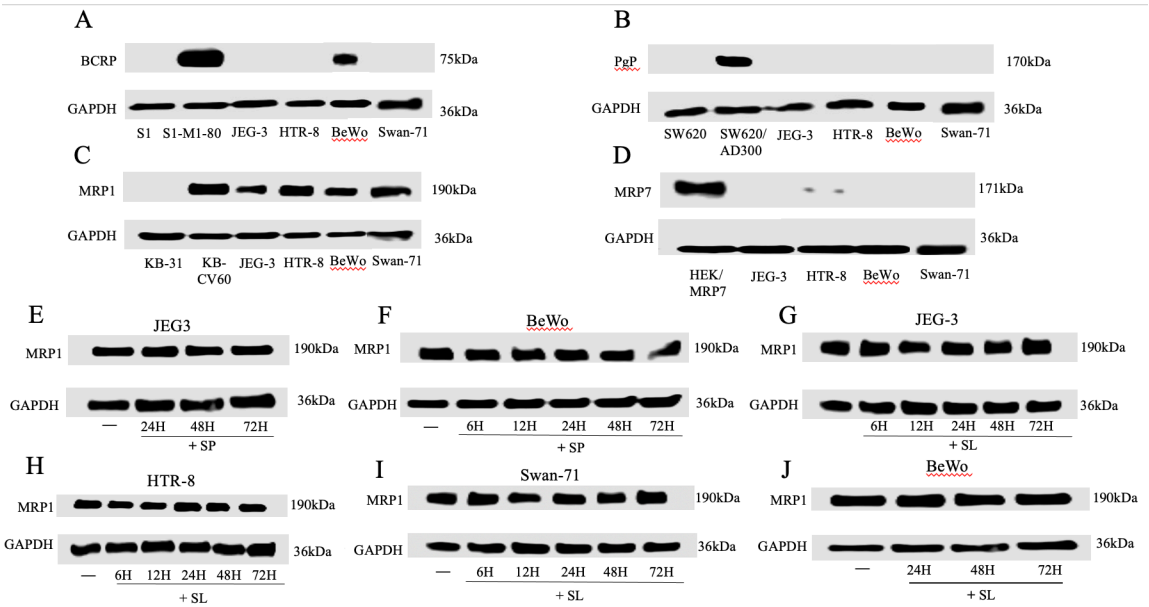 A
BCRP 75kDa
GAPDH 36kDa
S1 S1-M1-80 JEG-3 HTR-8 BeWo Swan-71
B
PgP 170kDa
GAPDH 36kDa
SW620 SW620/ JEG-3 HTR-8 BeWo Swan-71
AD300
C
MRP1 190kDa
GAPDH 36kDa
KB-31 KB- JEG-3 HTR-8 BeWo Swan-71
CV60
D
MRP7 171kDa
GAPDH 36kDa
HEK/ JEG-3 HTR-8 BeWo Swan-71
MRP7
E
JEG3
MRP1 190kDa
GAPDH 36kDa
— 24H 48H 72H
+ SP
F
BeWo
MRP1 190kDa
GAPDH 36kDa
— 6H 12H 24H 48H 72H
+ SP
G
JEG-3
MRP1 190kDa
GAPDH 36kDa
6H 12H 24H 48H 72H
+ SL
H
HTR-8
MRP1 190kDa
GAPDH 36kDa
— 6H 12H 24H 48H 72H
+ SL
I
Swan-71
MRP1 190kDa
GAPDH 36kDa
— 6H 12H 24H 48H 72H
+ SL
J
BeWo
MRP1 190kDa
GAPDH 36kDa
— 24H 48H 72H
+ SL